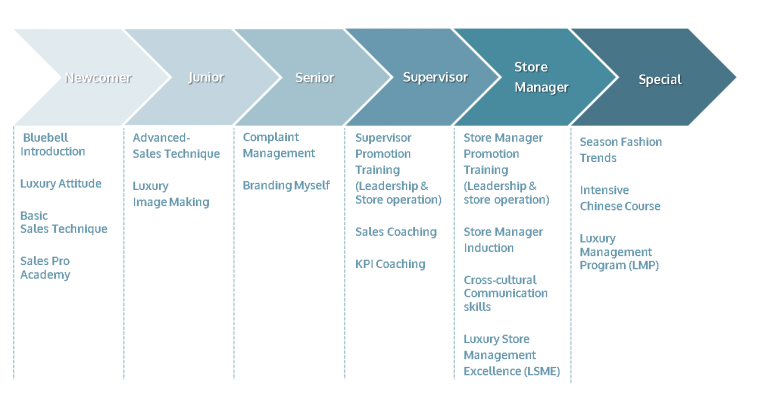 Newcomer
Junior
Senior
Supervisor
Store
Manager
Special
Bluebell
Introduction
Luxury Attitude
Basic
Sales Technique
Sales Pro
Academy
Advanced-
Sales Technique
Luxury
Image Making
Complaint
Management
Branding Myself
Supervisor
Promotion
Training
(Leadership &
Store operation)
Sales Coaching
KPI Coaching
Store Manager
Promotion
Training
(Leadership &
store operation)
Store Manager
Induction
Cross-cultural
Communication
skills
Luxury Store
Management
Excellence (LSME)
Season Fashion
Trends
Intensive
Chinese Course
Luxury
Management
Program (LMP)